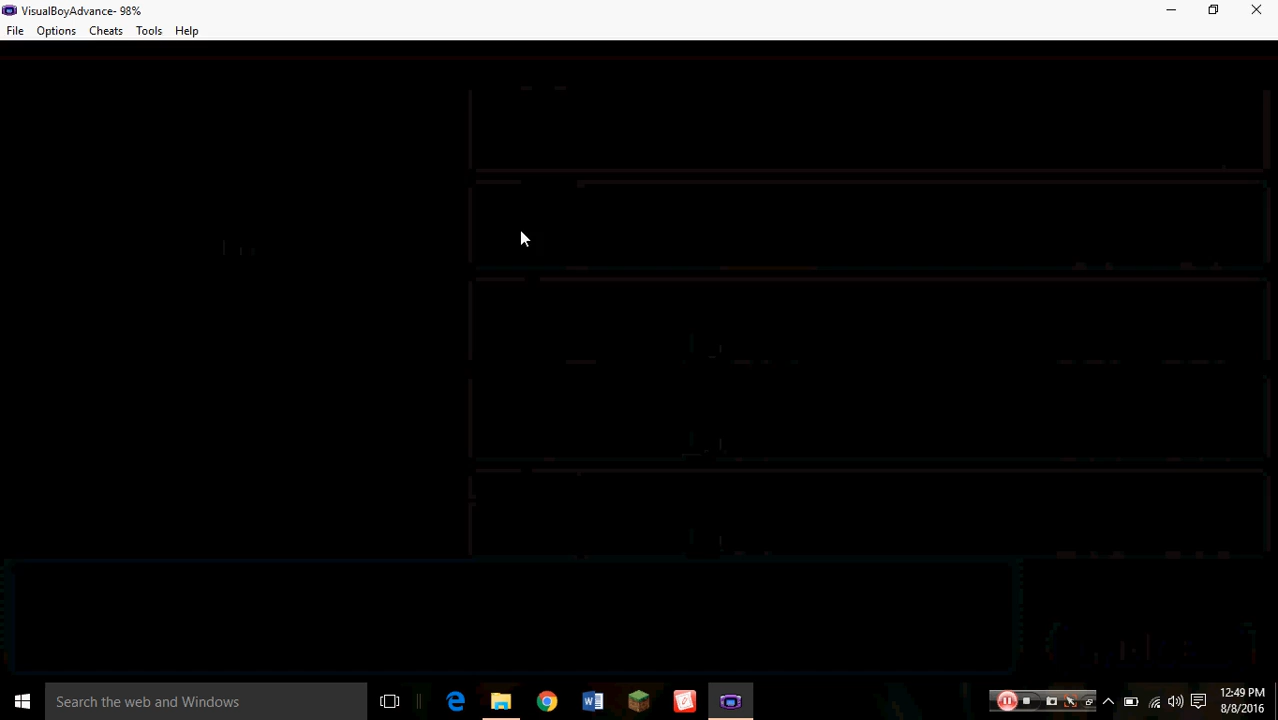 VisualBoyAdvance- 98%
File Options Cheats Tools Help
Search the web and Windows
12:49 PM
8/8/2016